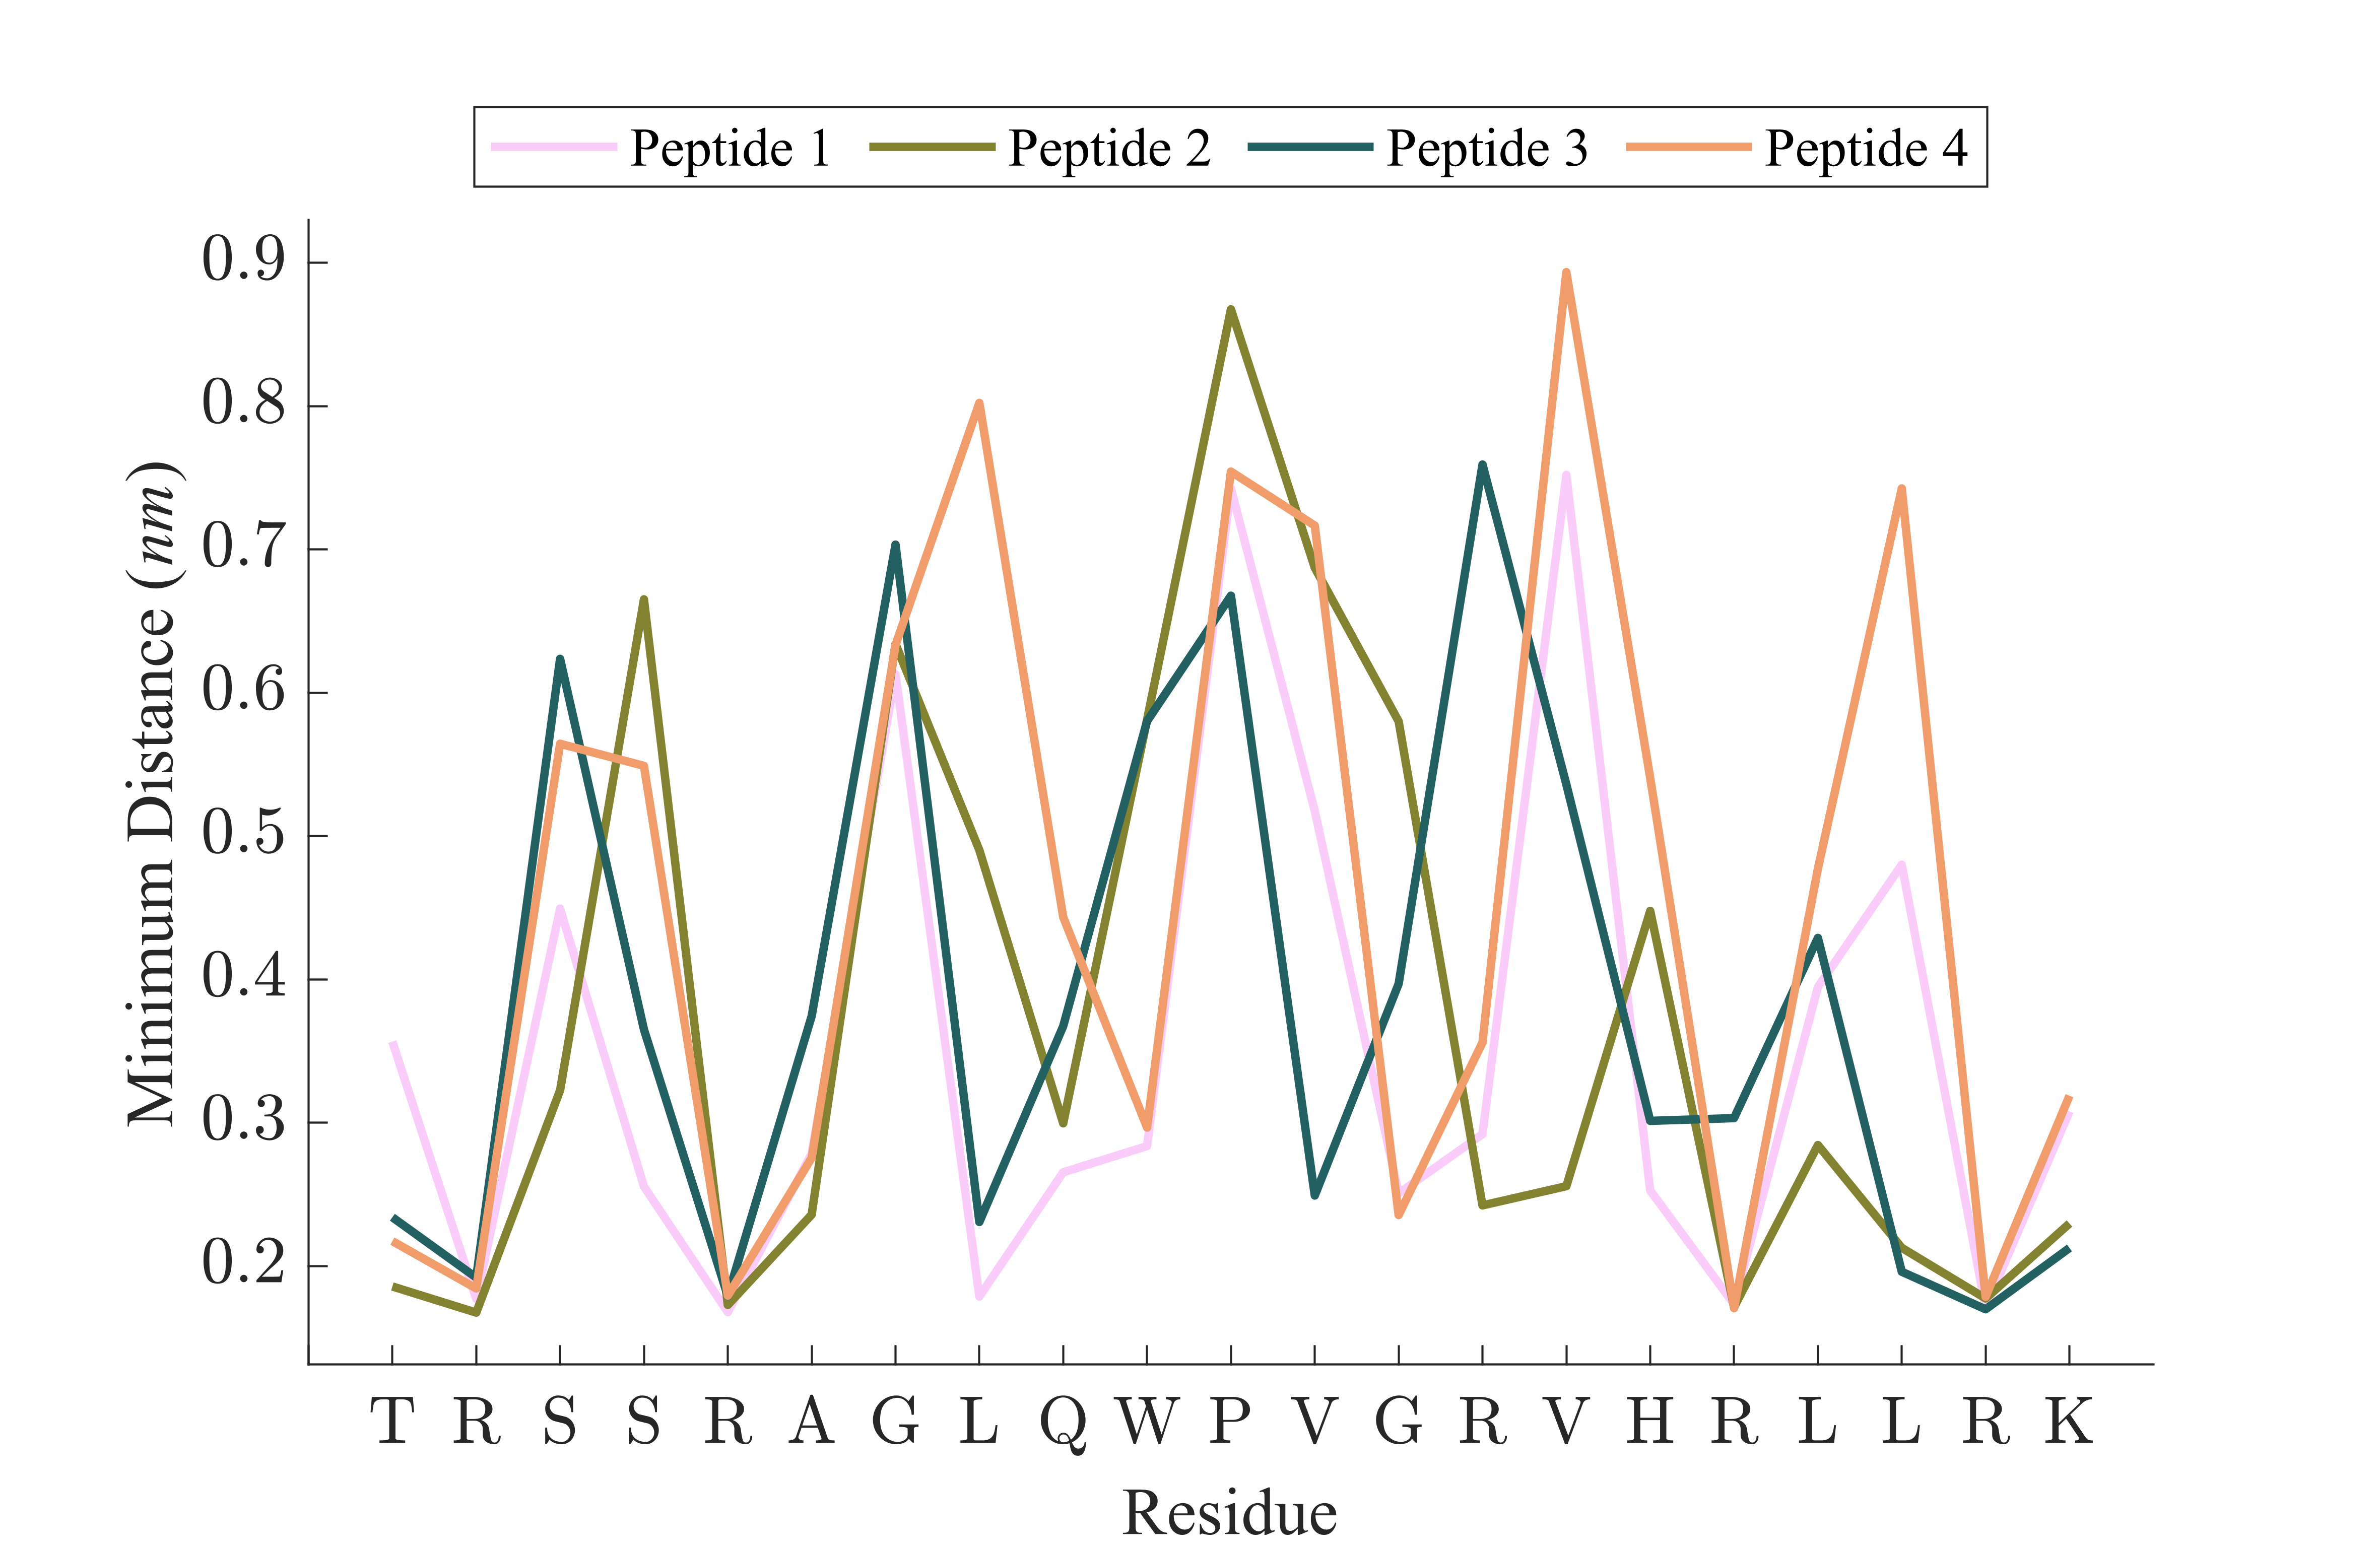 Peptide 1 Peptide 2 Peptide 3 Peptide 4
0.9
0.8
0.7
0.6
0.5
0.4
0.3
0.2
Minimum Distance (nm)
T R S S R A G L Q W P V G R V H R L L R K
Residue